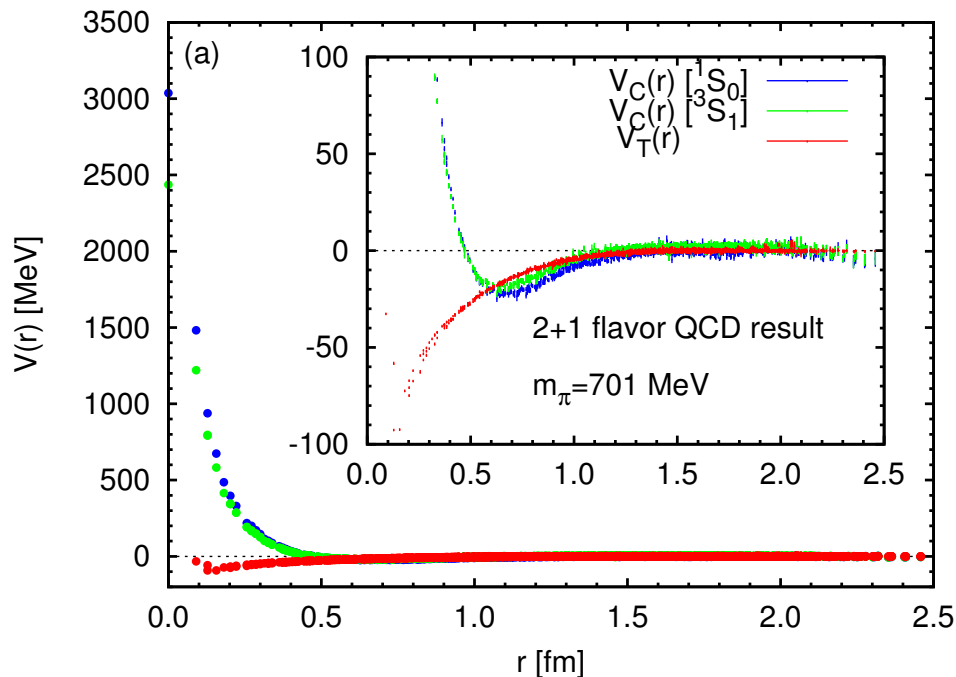 (a)
V(r) [MeV]
3500
3000
2500
2000
1500
1000
500
0
0.0 0.5 1.0 1.5 2.0 2.5
r [fm]
100
50
0
-50
-100
0.0 0.5 1.0 1.5 2.0 2.5
V_C(r) [^1S_0]
V_C(r) [^3S_1]
V_T(r)
2+1 flavor QCD result
m_π=701 MeV